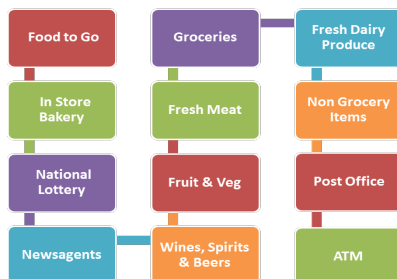 Food to Go
In Store
Bakery
National
Lottery
Newsagents
Wines, Spirits
& Beers
Fruit & Veg
Fresh Meat
Groceries
Fresh Dairy
Produce
Non Grocery
Items
Post Office
ATM